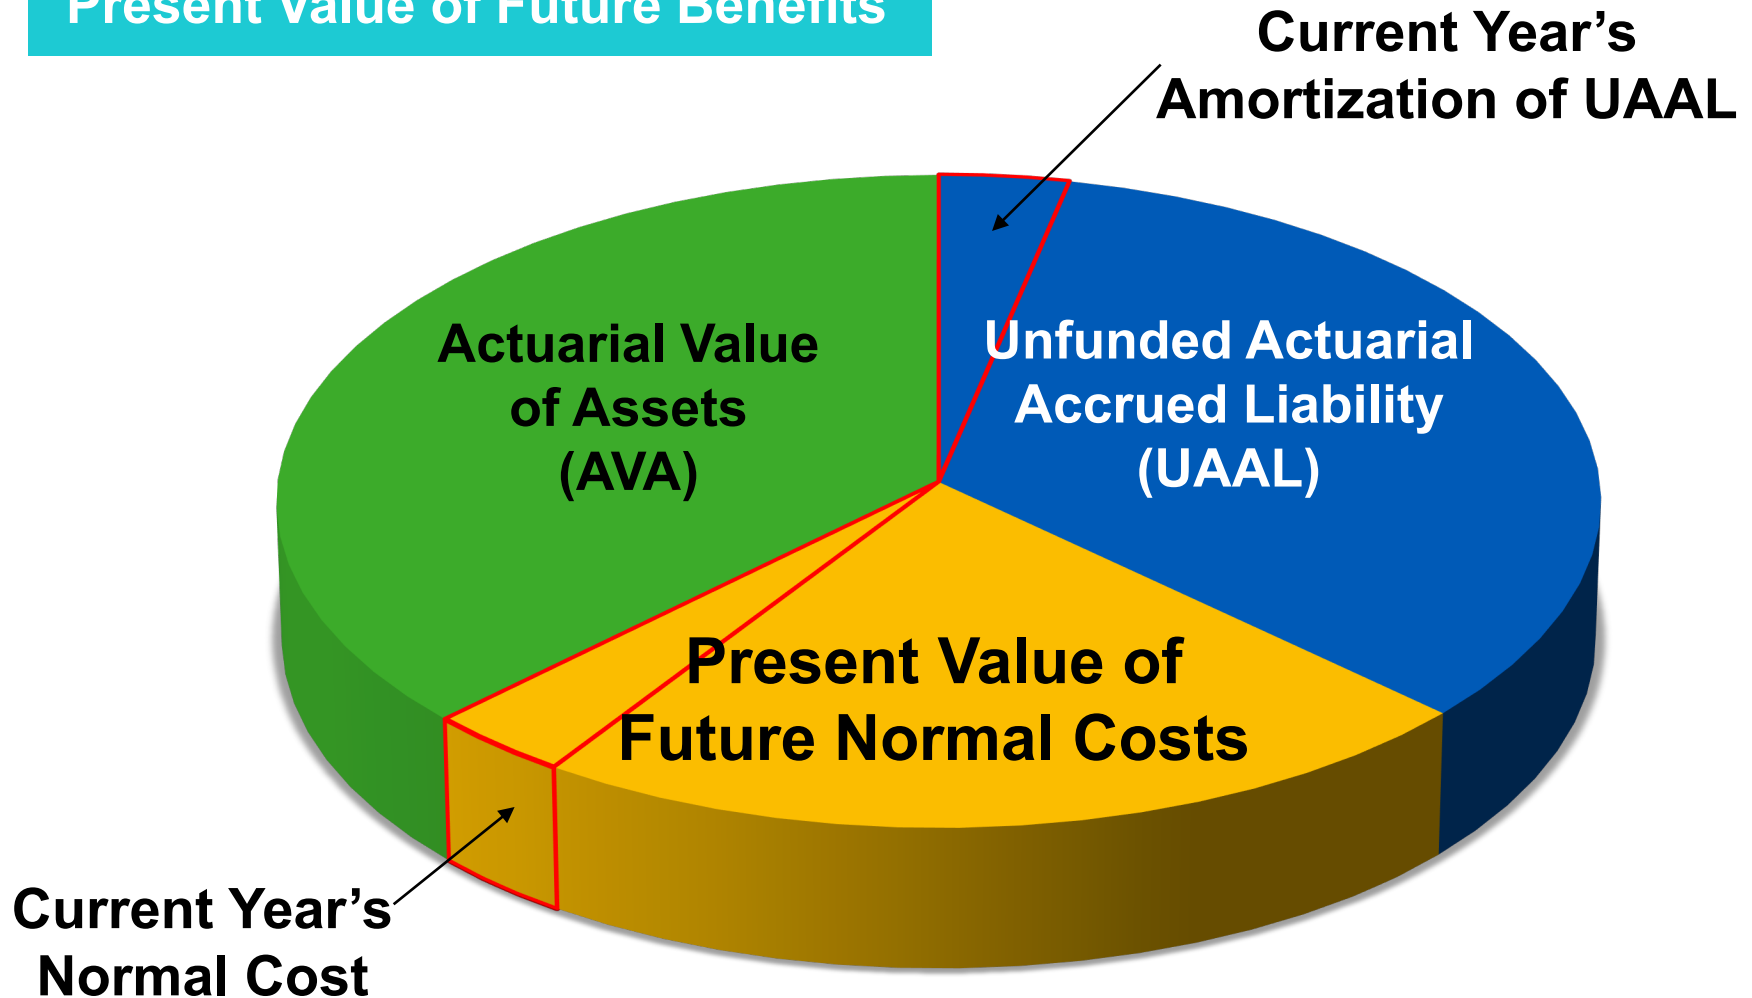 Present Value of Future Benefits
Current Year’s
Amortization of UAAL
Actuarial Value
of Assets
(AVA)
Unfunded Actuarial
Accrued Liability
(UAAL)
Present Value of
Future Normal Costs
Current Year’s
Normal Cost